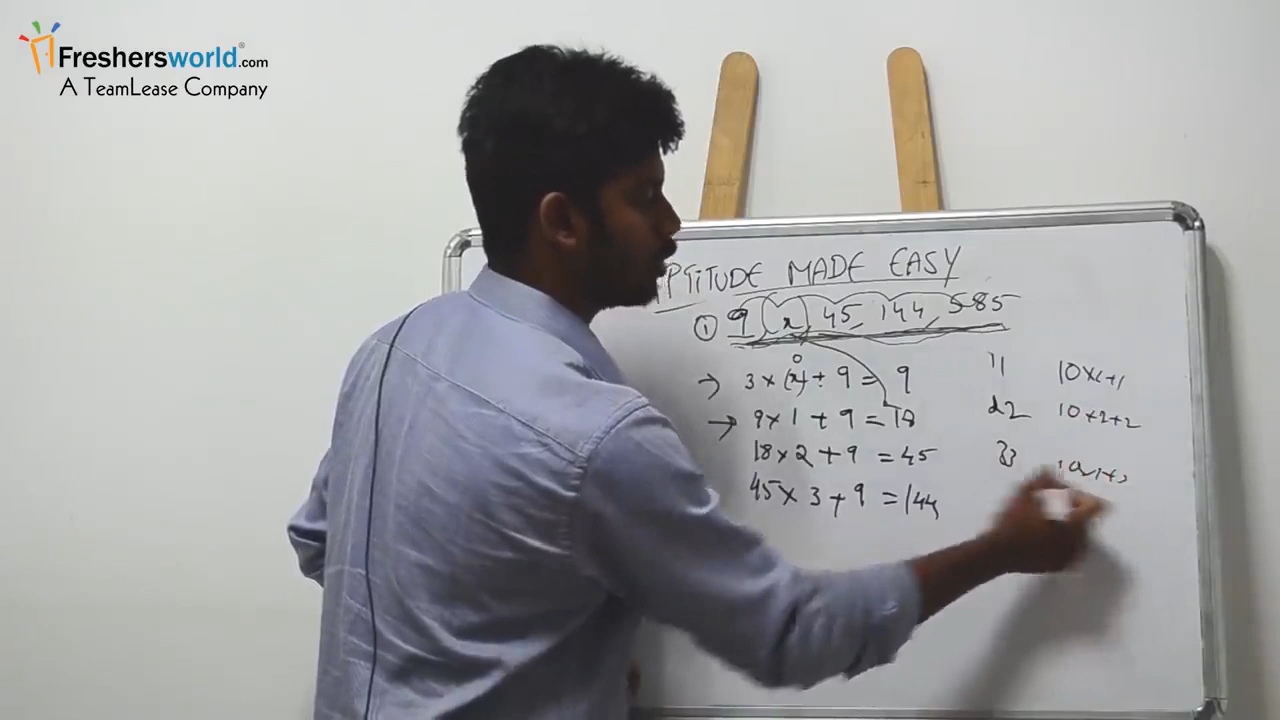 Freshersworld.com
A TeamLease Company
PTITUDE MADE EASY
① 9 (x) 45, 144, 585
0
→ 3 × (x) + 9 = 9
→ 9 × 1 + 9 = 18
18 × 2 + 9 = 45
45 × 3 + 9 = 144
11 10×1+1
22 10×2+2
33